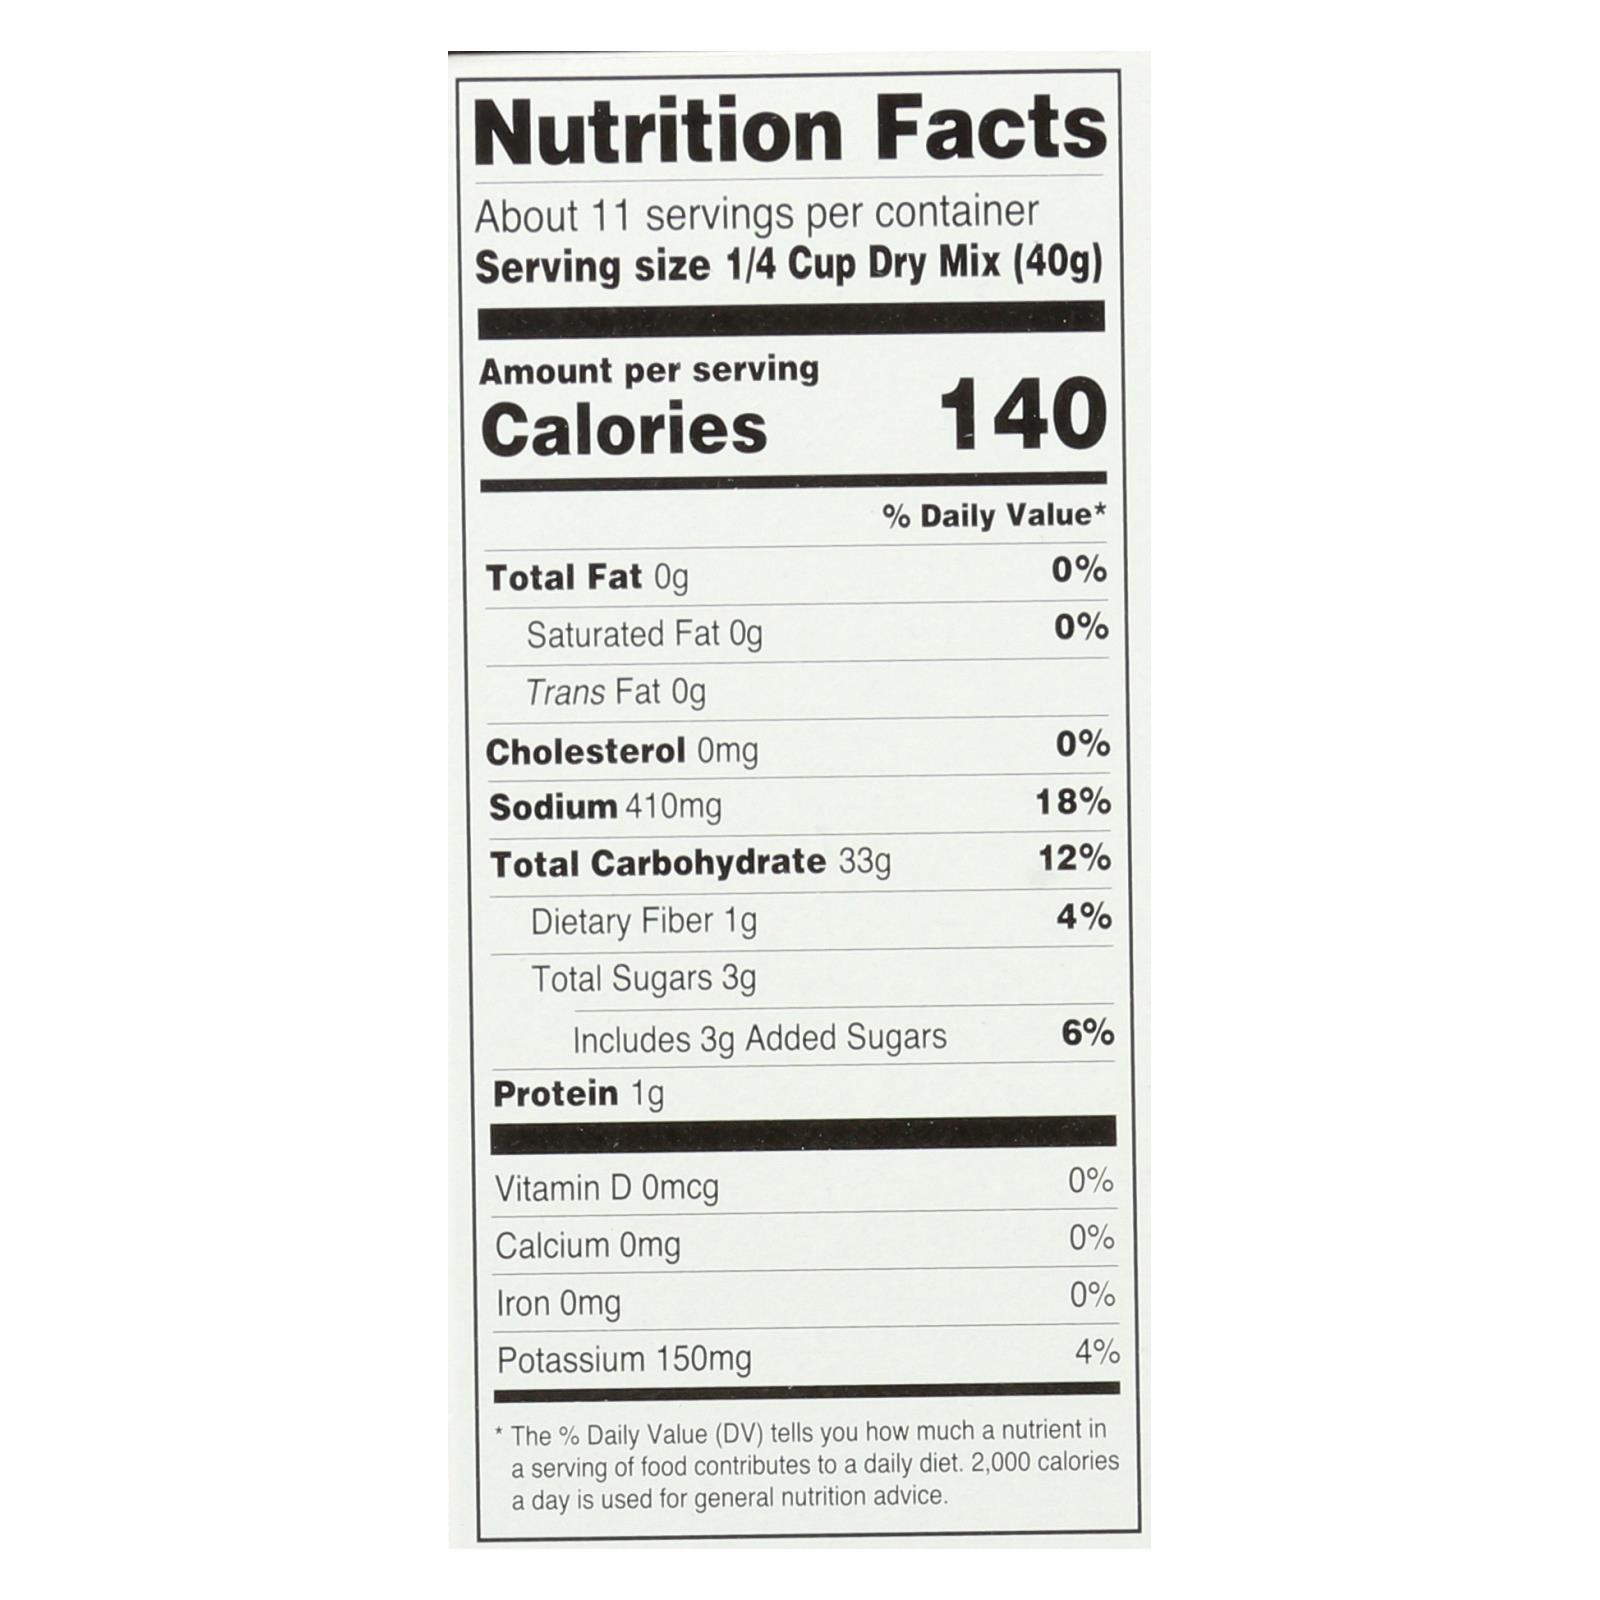 Nutrition Facts
About 11 servings per container
Serving size 1/4 Cup Dry Mix (40g)
Amount per serving
Calories 140
% Daily Value*
Total Fat 0g 0%
Saturated Fat 0g 0%
Trans Fat 0g
Cholesterol 0mg 0%
Sodium 410mg 18%
Total Carbohydrate 33g 12%
Dietary Fiber 1g 4%
Total Sugars 3g
Includes 3g Added Sugars 6%
Protein 1g
Vitamin D 0mcg 0%
Calcium 0mg 0%
Iron 0mg 0%
Potassium 150mg 4%
* The % Daily Value (DV) tells you how much a nutrient in
a serving of food contributes to a daily diet. 2,000 calories
a day is used for general nutrition advice.